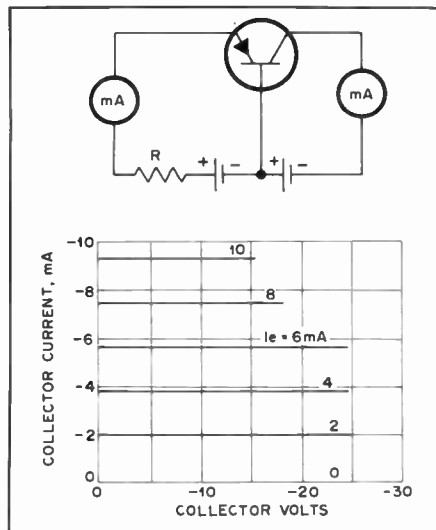 mA
mA
R
+ -
+ -
-10
10
-8
8
Ie = 6mA
-6
-4
4
-2
2
0
0
0
-10
-20
-30
COLLECTOR CURRENT, mA
COLLECTOR VOLTS